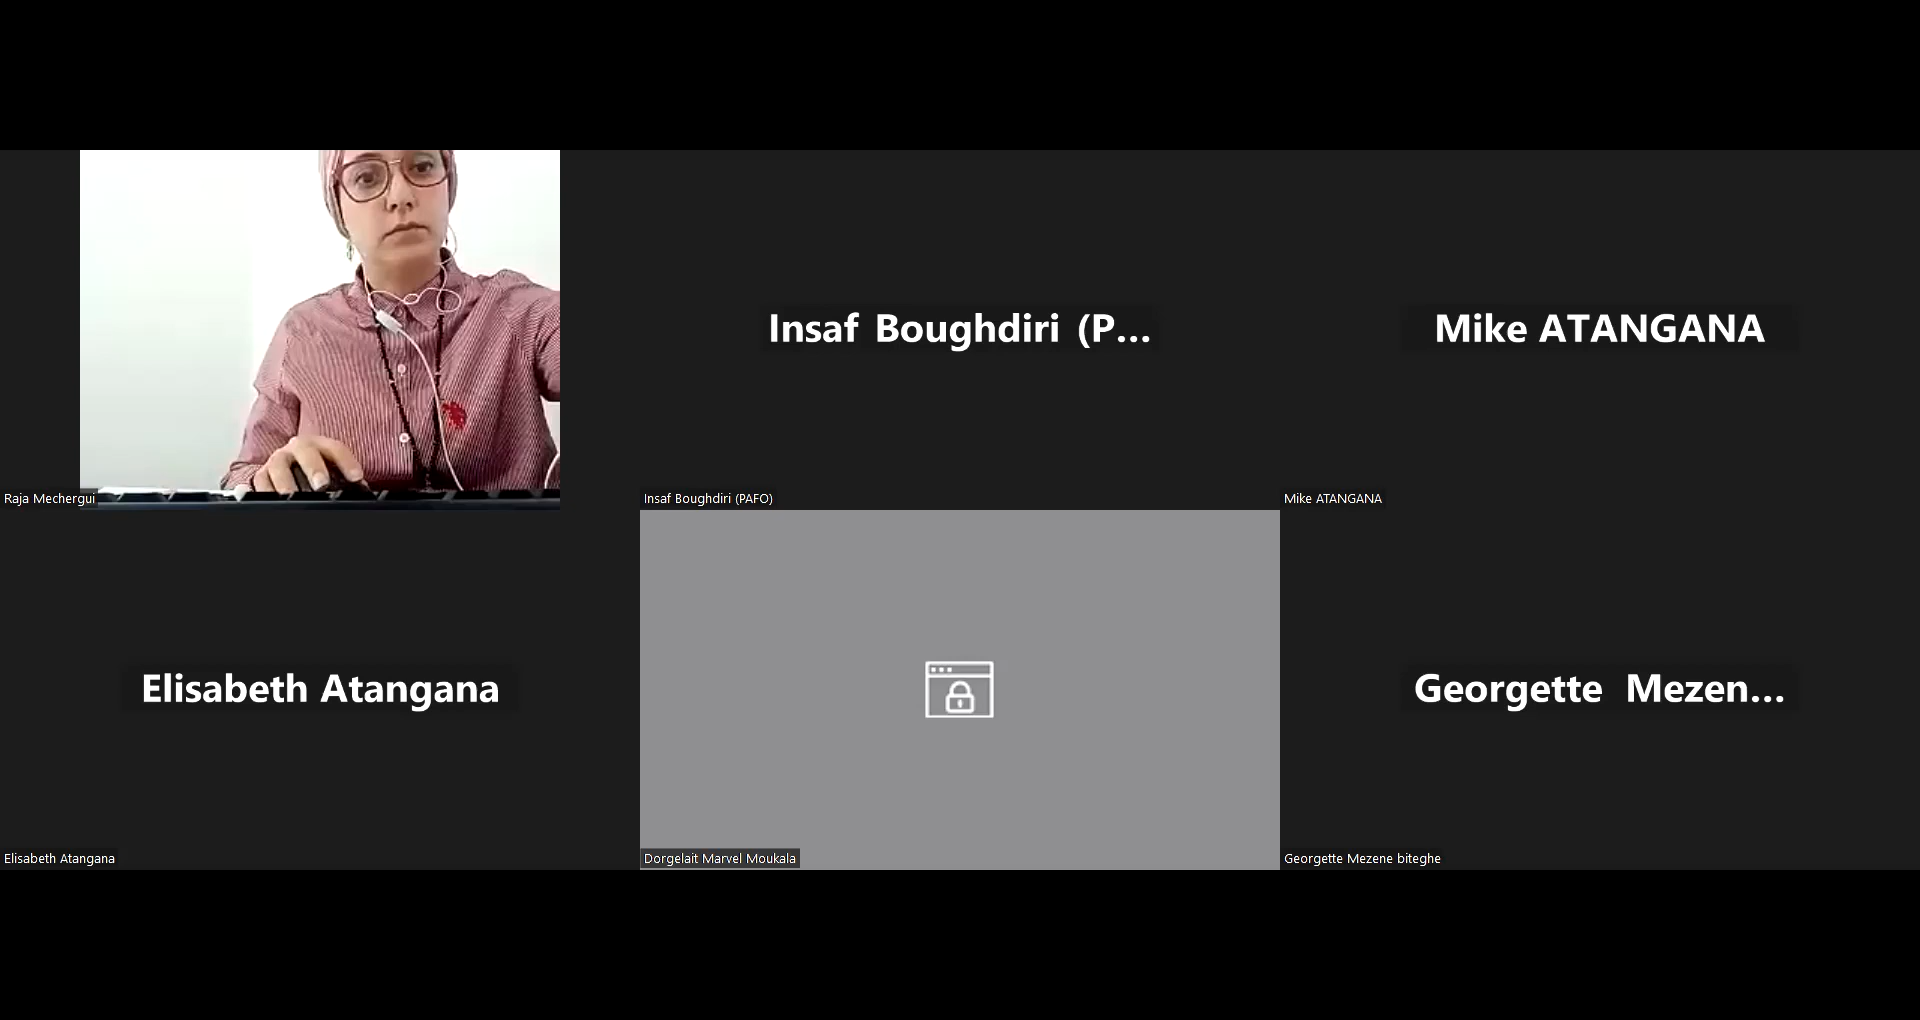 Raja Mechergui
Insaf Boughdiri (P...
Insaf Boughdiri (PAFO)
Mike ATANGANA
Mike ATANGANA
Elisabeth Atangana
Elisabeth Atangana
Dorgelait Marvel Moukala
Georgette Mezen...
Georgette Mezene biteghe